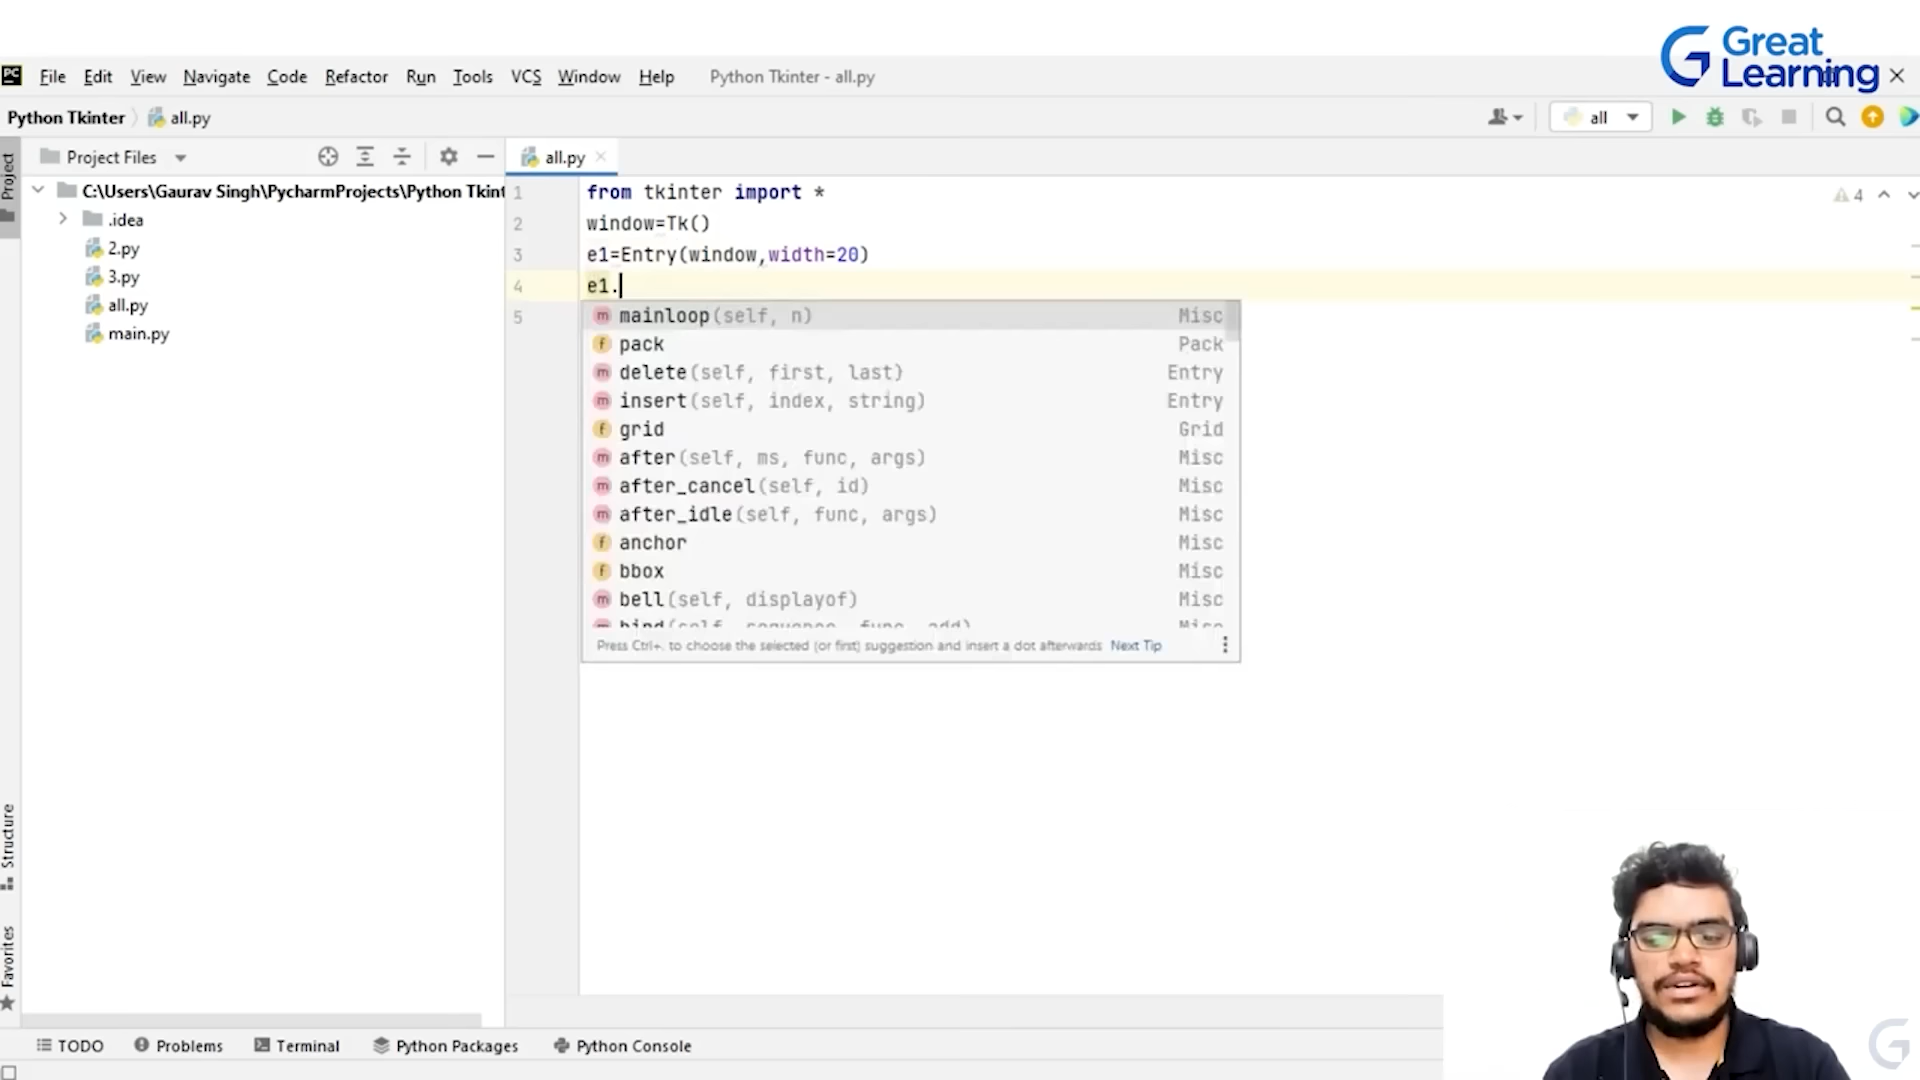 Great
Learning
File Edit View Navigate Code Refactor Run Tools VCS Window Help Python Tkinter - all.py
Python Tkinter all.py all
Project Project Files all.py
C:\Users\Gaurav Singh\PycharmProjects\Python Tkint
.idea
2.py
3.py
all.py
main.py
1 from tkinter import *
2 window=Tk()
3 e1=Entry(window,width=20)
4 e1.
5
4
mainloop(self, n) Misc
pack Pack
delete(self, first, last) Entry
insert(self, index, string) Entry
grid Grid
after(self, ms, func, args) Misc
after_cancel(self, id) Misc
after_idle(self, func, args) Misc
anchor Misc
bbox Misc
bell(self, displayof) Misc
bind(self, sequence, func, add) Misc
Press Ctrl+. to choose the selected (or first) suggestion and insert a dot afterwards Next Tip
Structure
Favorites
TODO Problems Terminal Python Packages Python Console